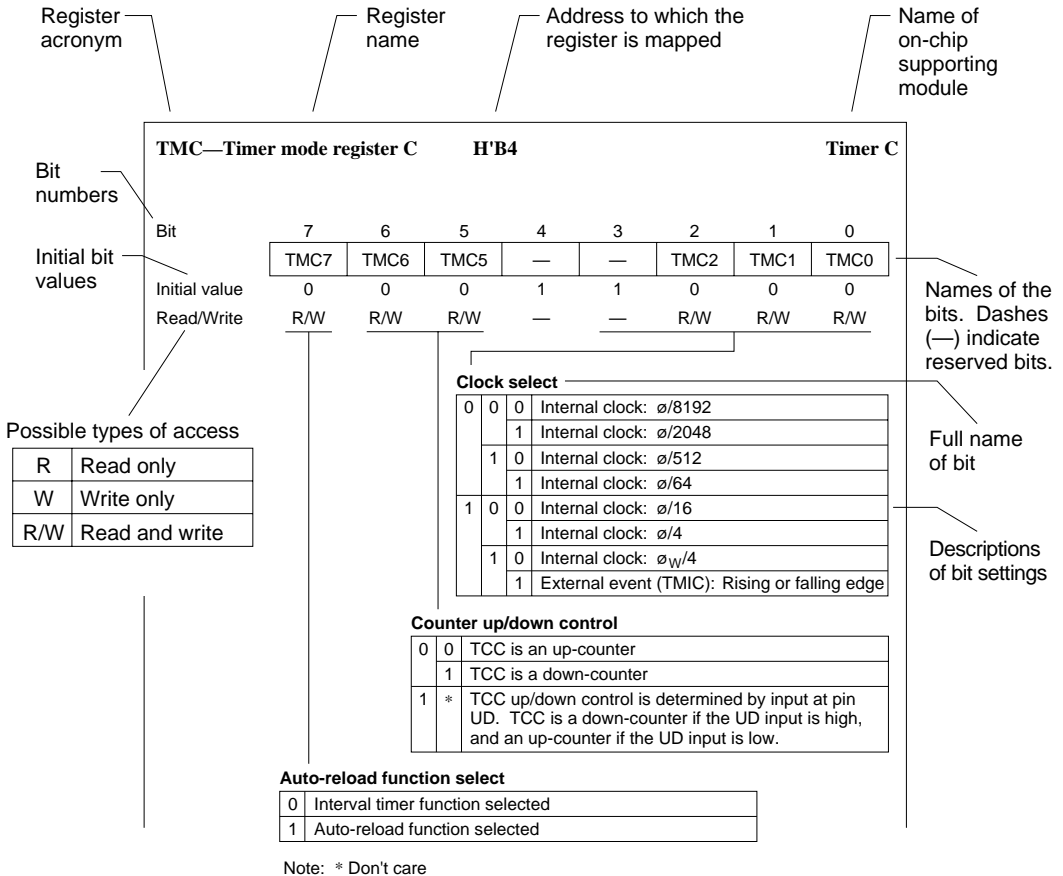 Register acronym
Register name
Address to which the register is mapped
Name of on-chip supporting module
TMC—Timer mode register C H'B4 Timer C
Bit numbers
Bit 7 6 5 4 3 2 1 0
TMC7 TMC6 TMC5 — — TMC2 TMC1 TMC0
Initial bit values
Initial value 0 0 0 1 1 0 0 0
Read/Write R/W R/W R/W — — R/W R/W R/W
Names of the bits. Dashes (—) indicate reserved bits.
Possible types of access
R Read only
W Write only
R/W Read and write
Clock select
0 0 0 Internal clock: ø/8192
1 Internal clock: ø/2048
1 0 Internal clock: ø/512
1 Internal clock: ø/64
1 0 0 Internal clock: ø/16
1 Internal clock: ø/4
1 0 Internal clock: øW/4
1 External event (TMIC): Rising or falling edge
Full name of bit
Descriptions of bit settings
Counter up/down control
0 0 TCC is an up-counter
1 TCC is a down-counter
1 * TCC up/down control is determined by input at pin
UD. TCC is a down-counter if the UD input is high,
and an up-counter if the UD input is low.
Auto-reload function select
0 Interval timer function selected
1 Auto-reload function selected
Note: * Don't care